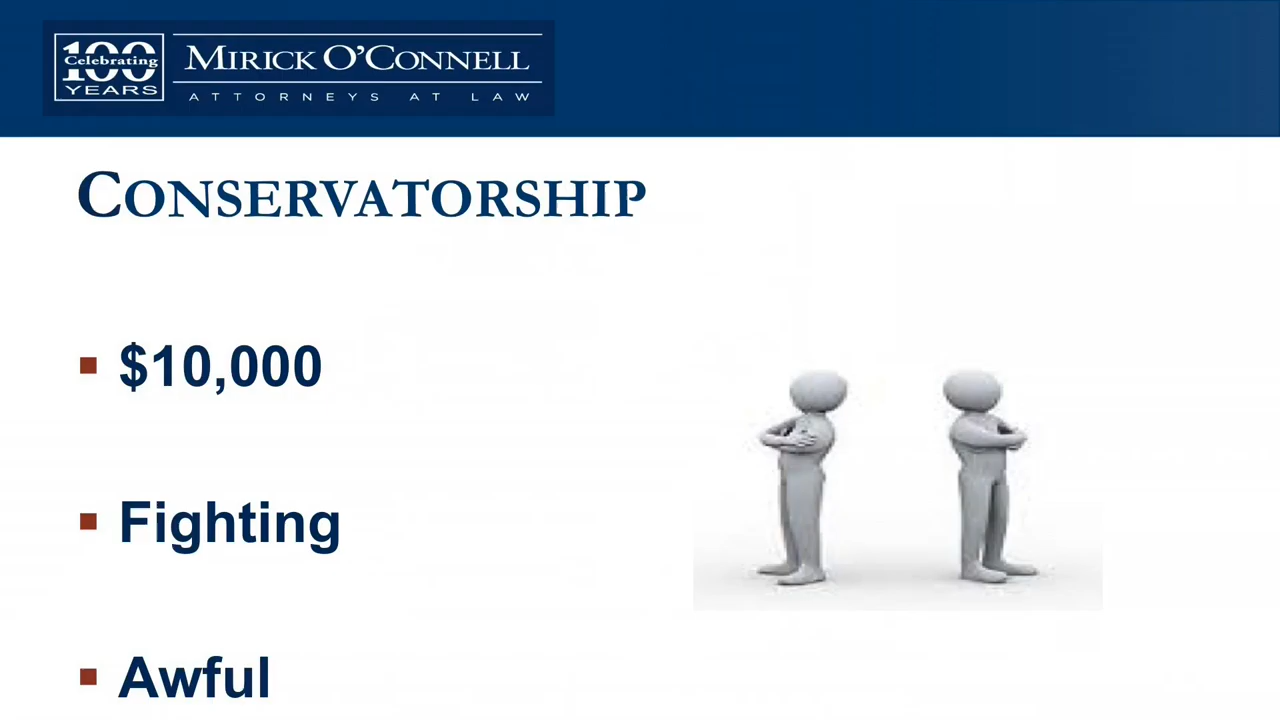 100
Celebrating
YEARS
MIRICK O'CONNELL
ATTORNEYS AT LAW
CONSERVATORSHIP
$10,000
Fighting
Awful